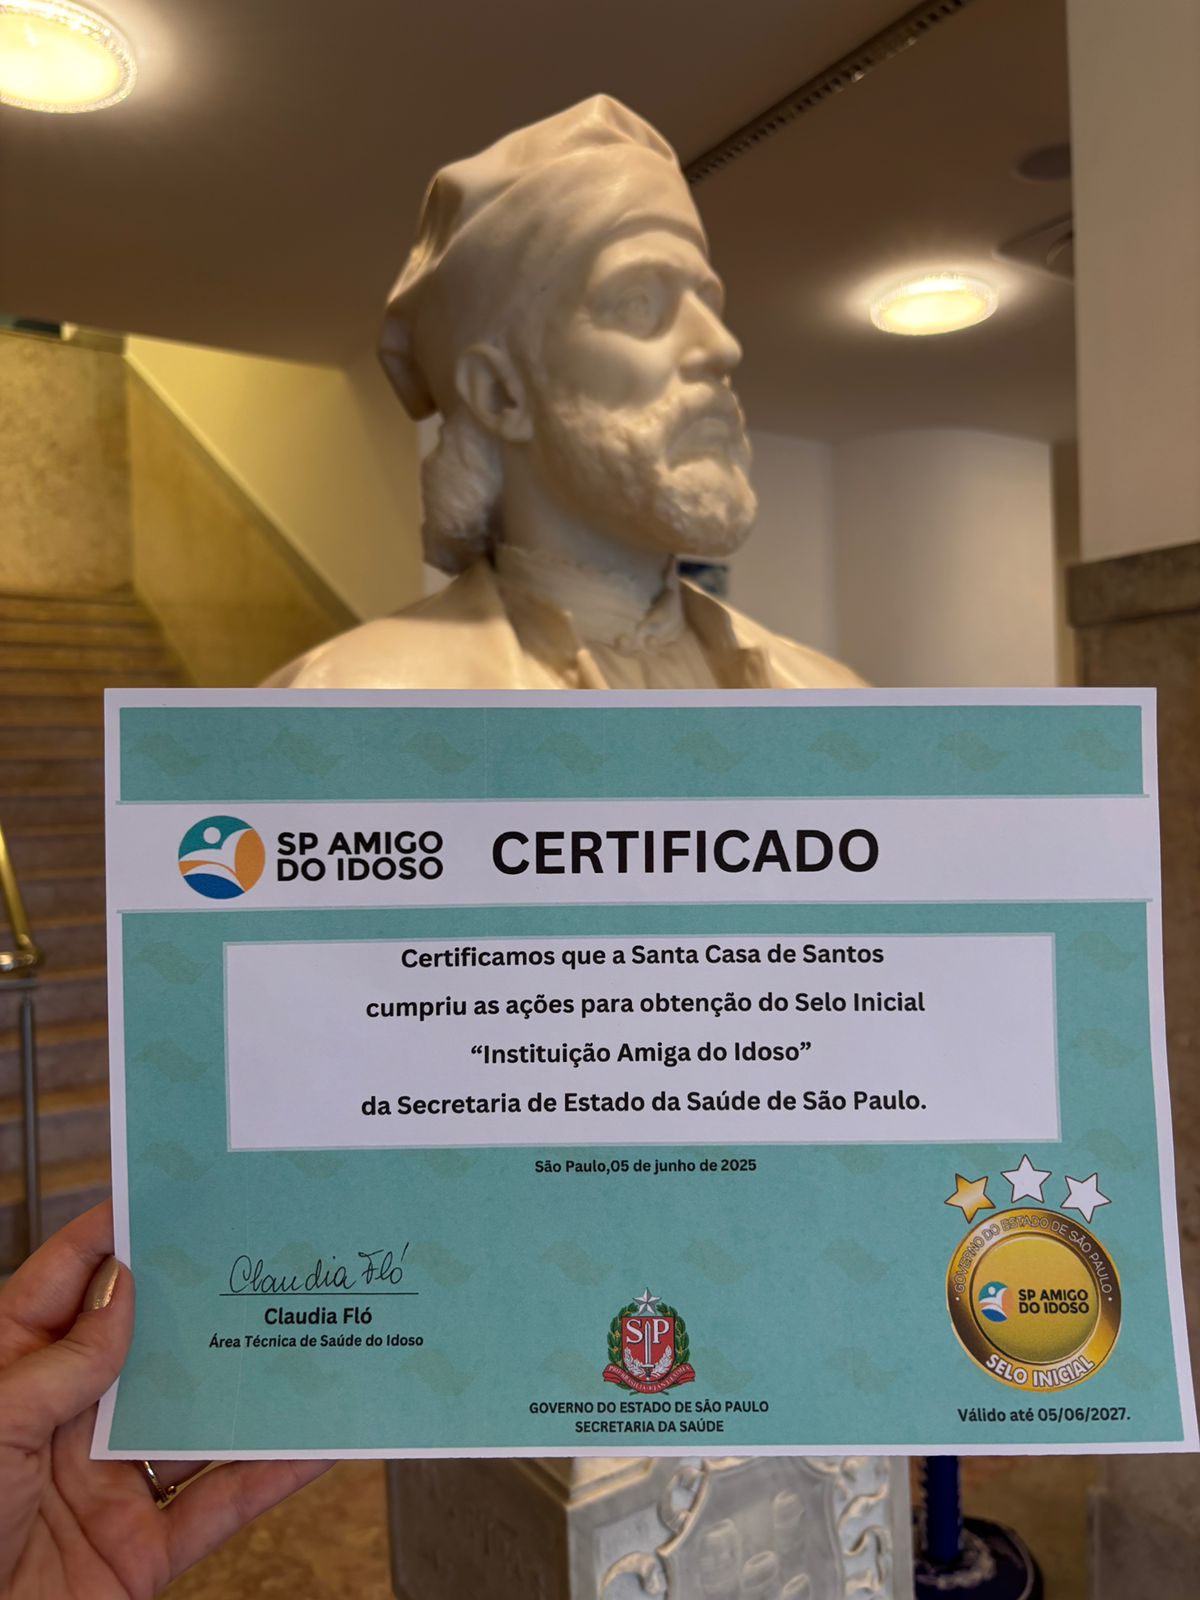 SP AMIGO
DO IDOSO
CERTIFICADO
Certificamos que a Santa Casa de Santos
cumpriu as ações para obtenção do Selo Inicial
“Instituição Amiga do Idoso”
da Secretaria de Estado da Saúde de São Paulo.
São Paulo,05 de junho de 2025
Claudia Fló
Claudia Fló
Área Técnica de Saúde do Idoso
SP
GOVERNO DO ESTADO DE SÃO PAULO
SECRETARIA DA SAÚDE
GOVERNO DO ESTADO DE SÃO PAULO
SP AMIGO
DO IDOSO
SELO INICIAL
Válido até 05/06/2027.